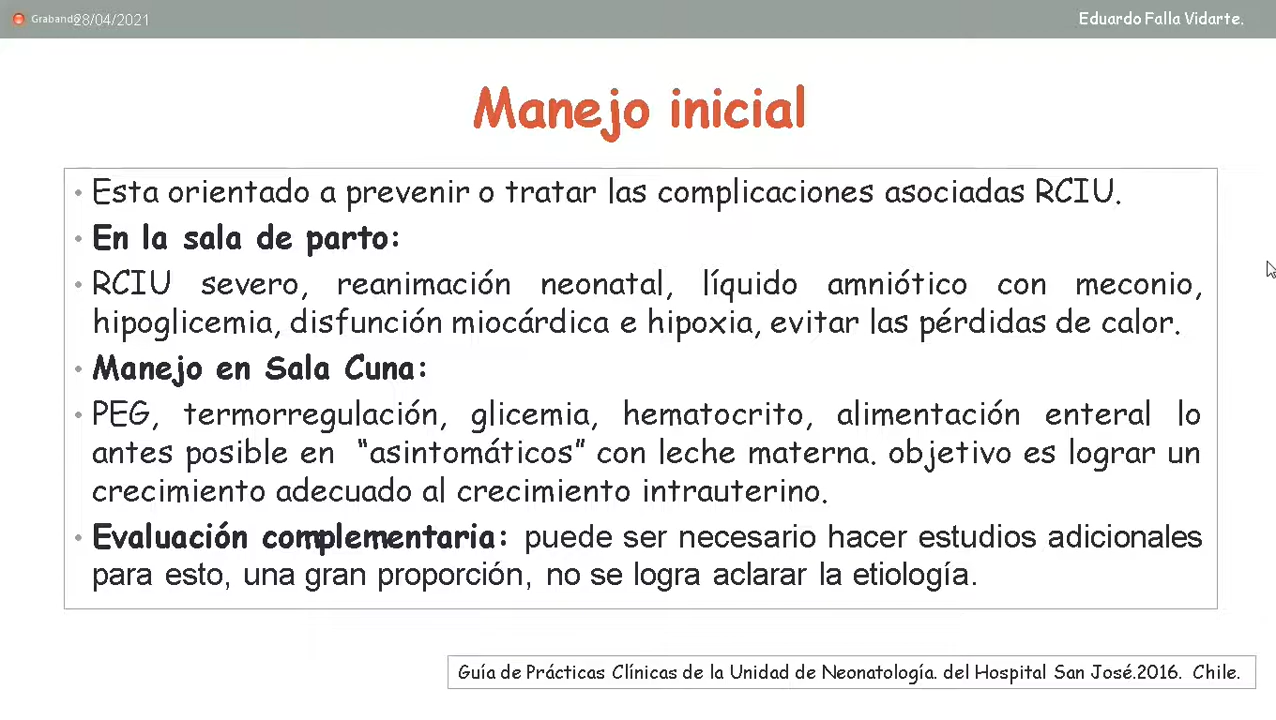 Grabando
28/04/2021
Eduardo Falla Vidarte.
Manejo inicial
• Esta orientado a prevenir o tratar las complicaciones asociadas RCIU.
• En la sala de parto:
• RCIU severo, reanimación neonatal, líquido amniótico con meconio,
hipoglicemia, disfunción miocárdica e hipoxia, evitar las pérdidas de calor.
• Manejo en Sala Cuna:
• PEG, termorregulación, glicemia, hematocrito, alimentación enteral lo
antes posible en “asintomáticos” con leche materna. objetivo es lograr un
crecimiento adecuado al crecimiento intrauterino.
• Evaluación complementaria: puede ser necesario hacer estudios adicionales
para esto, una gran proporción, no se logra aclarar la etiología.
Guía de Prácticas Clínicas de la Unidad de Neonatología. del Hospital San José.2016. Chile.